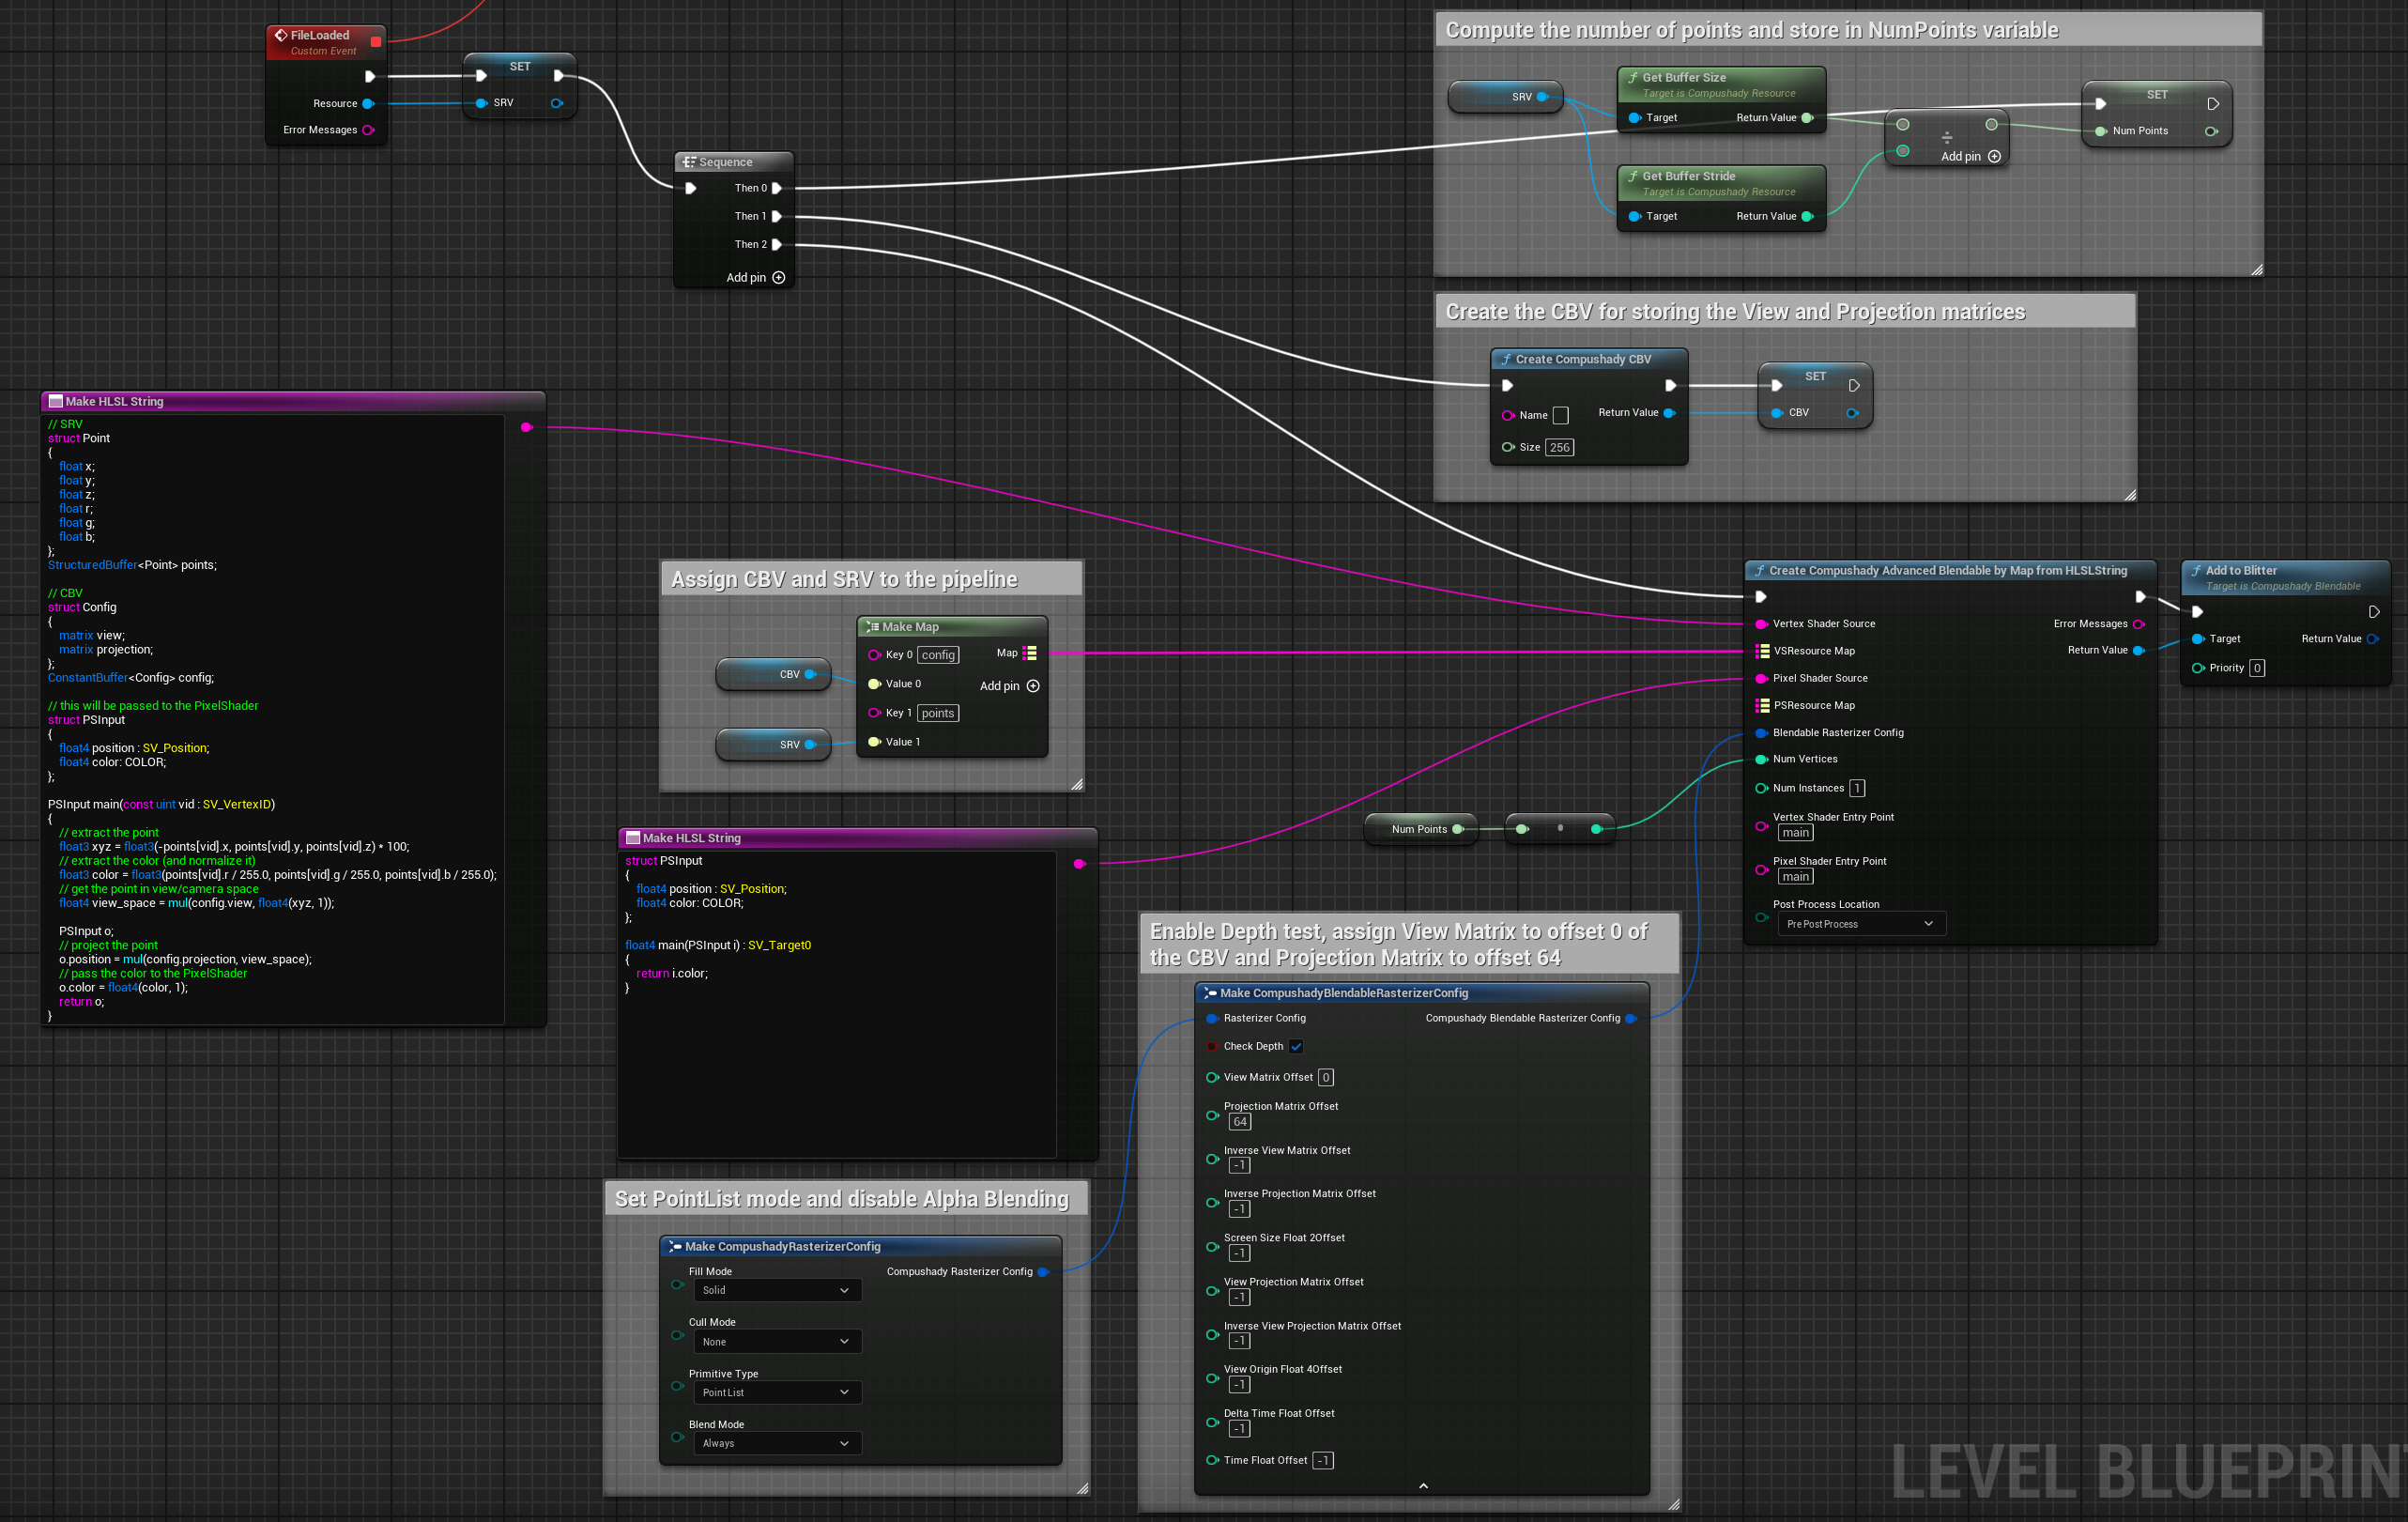 FileLoaded
Custom Event
Resource
Error Messages
SET
SRV
Sequence
Then 0
Then 1
Then 2
Add pin
Compute the number of points and store in NumPoints variable
SRV
Get Buffer Size
Target is Compushady Resource
Target
Return Value
Get Buffer Stride
Target is Compushady Resource
Target
Return Value
÷
Add pin
SET
Num Points
Create the CBV for storing the View and Projection matrices
Create Compushady CBV
Name
Return Value
Size 256
SET
CBV
Make HLSL String
// SRV
struct Point
{
float x;
float y;
float z;
float r;
float g;
float b;
};
StructuredBuffer<Point> points;
// CBV
struct Config
{
matrix view;
matrix projection;
};
ConstantBuffer<Config> config;
// this will be passed to the PixelShader
struct PSInput
{
float4 position : SV_Position;
float4 color: COLOR;
};
PSInput main(const uint vid : SV_VertexID)
{
// extract the point
float3 xyz = float3(-points[vid].x, points[vid].y, points[vid].z) * 100;
// extract the color (and normalize it)
float3 color = float3(points[vid].r / 255.0, points[vid].g / 255.0, points[vid].b / 255.0);
// get the point in view/camera space
float4 view_space = mul(config.view, float4(xyz, 1));
PSInput o;
// project the point
o.position = mul(config.projection, view_space);
// pass the color to the PixelShader
o.color = float4(color, 1);
return o;
}
Assign CBV and SRV to the pipeline
CBV
SRV
Make Map
Key 0 config
Map
Value 0
Add pin
Key 1 points
Value 1
Make HLSL String
struct PSInput
{
float4 position : SV_Position;
float4 color: COLOR;
};
float4 main(PSInput i) : SV_Target0
{
return i.color;
}
Num Points
Create Compushady Advanced Blendable by Map from HLSLString
Vertex Shader Source
Error Messages
VSResource Map
Return Value
Pixel Shader Source
PSResource Map
Blendable Rasterizer Config
Num Vertices
Num Instances 1
Vertex Shader Entry Point
main
Pixel Shader Entry Point
main
Post Process Location
Pre Post Process
Add to Blitter
Target is Compushady Blendable
Target
Return Value
Priority 0
Set PointList mode and disable Alpha Blending
Make CompushadyRasterizerConfig
Fill Mode
Compushady Rasterizer Config
Solid
Cull Mode
None
Primitive Type
Point List
Blend Mode
Always
Enable Depth test, assign View Matrix to offset 0 of
the CBV and Projection Matrix to offset 64
Make CompushadyBlendableRasterizerConfig
Rasterizer Config
Compushady Blendable Rasterizer Config
Check Depth
View Matrix Offset 0
Projection Matrix Offset
64
Inverse View Matrix Offset
-1
Inverse Projection Matrix Offset
-1
Screen Size Float 2Offset
-1
View Projection Matrix Offset
-1
Inverse View Projection Matrix Offset
-1
View Origin Float 4Offset
-1
Delta Time Float Offset
-1
Time Float Offset -1
LEVEL BLUEPRIN